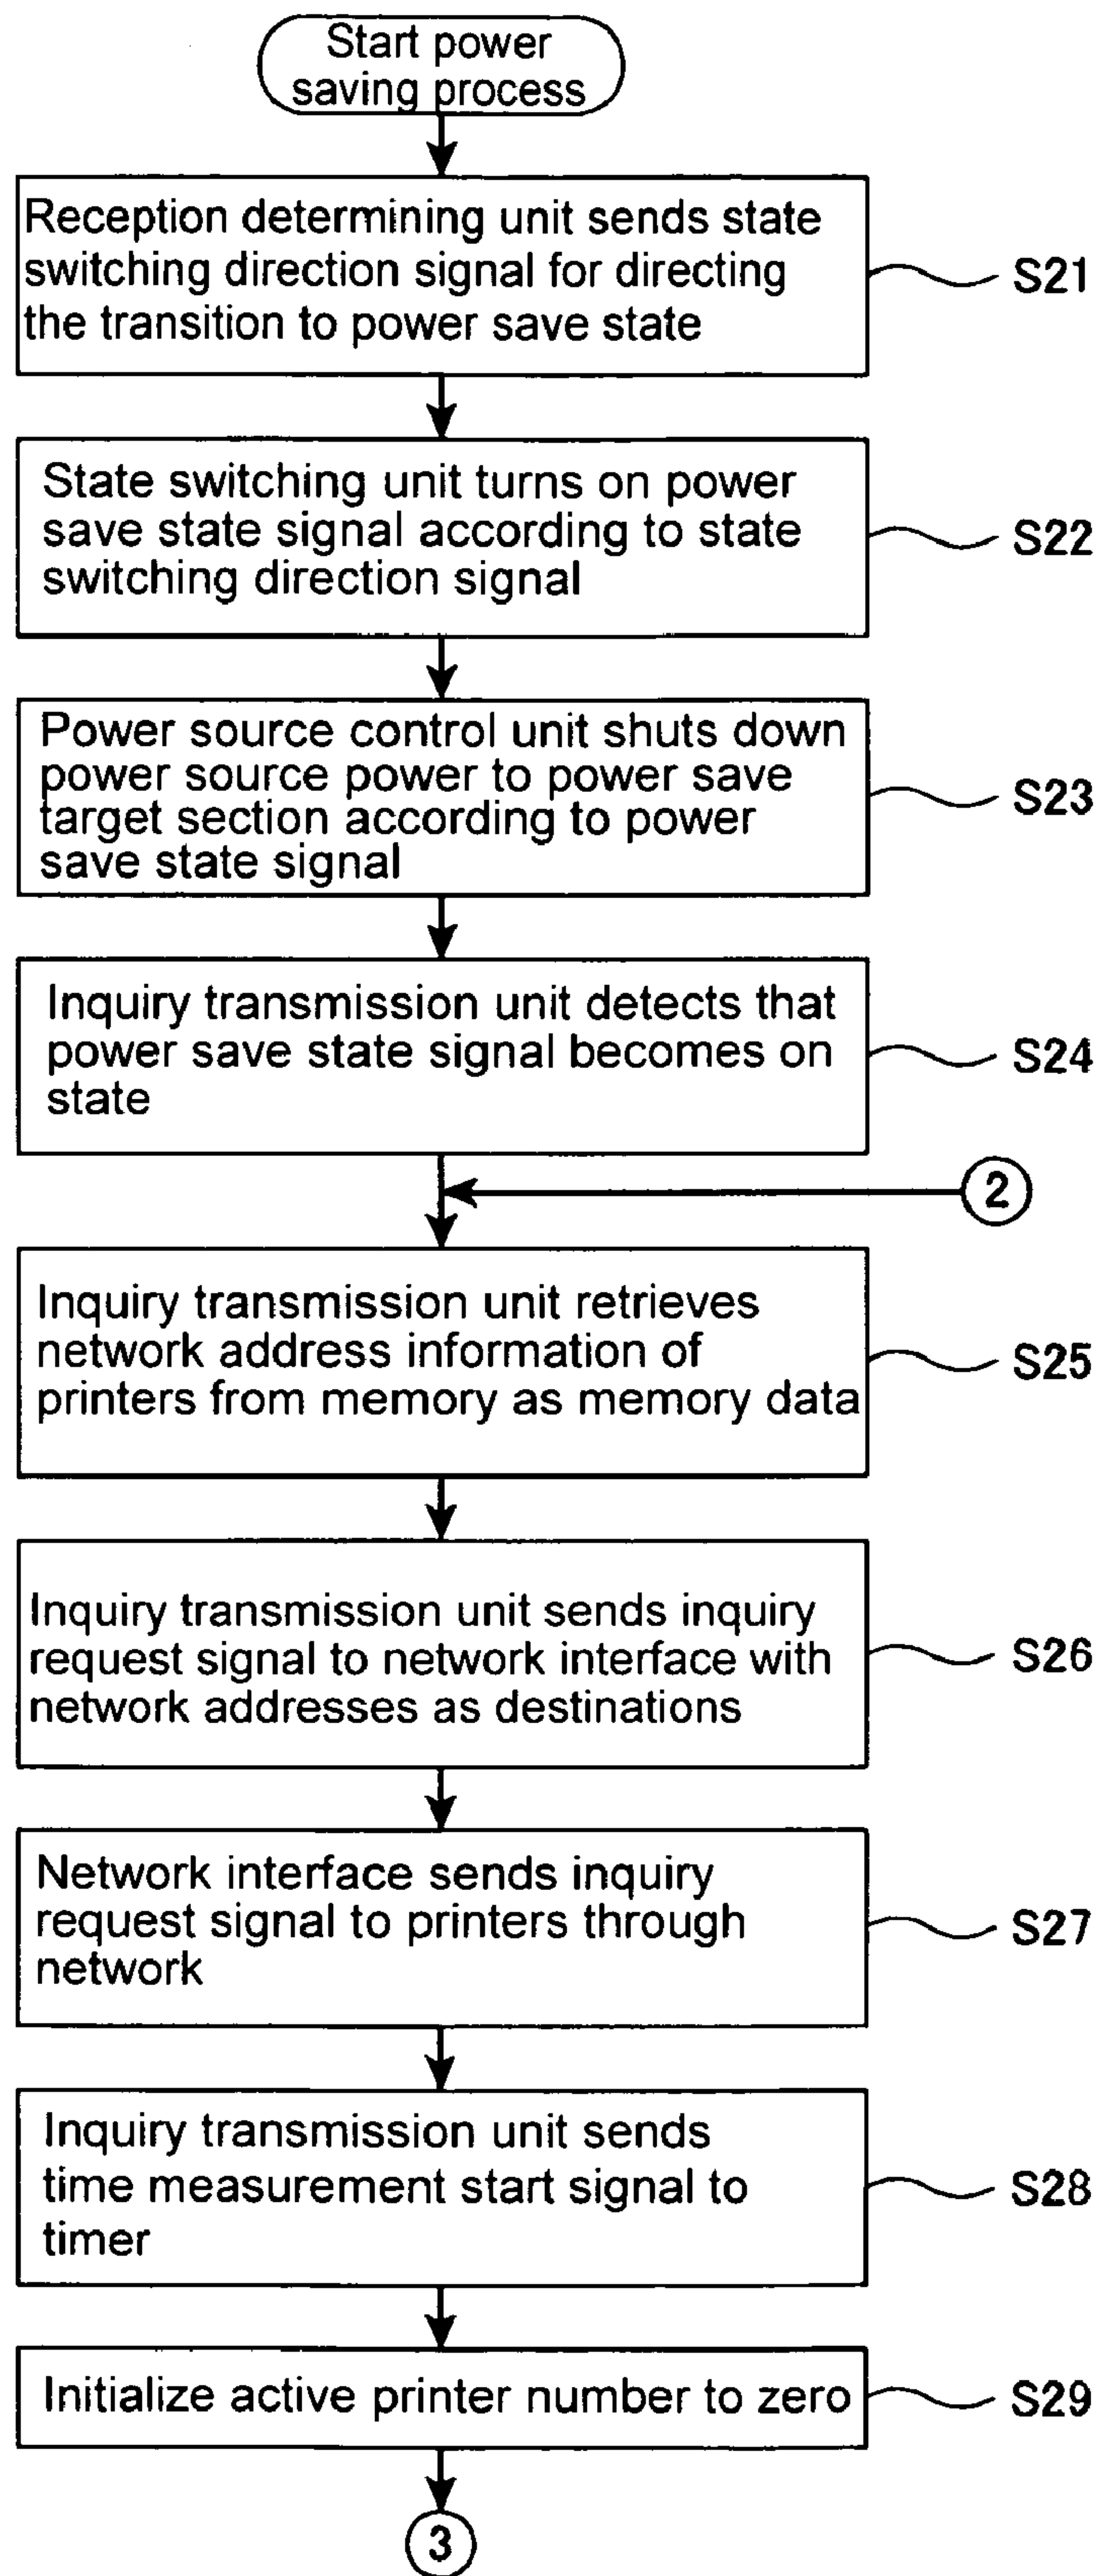 Start power
saving process
Reception determining unit sends state
switching direction signal for directing
the transition to power save state
S21
State switching unit turns on power
save state signal according to state
switching direction signal
S22
Power source control unit shuts down
power source power to power save
target section according to power
save state signal
S23
Inquiry transmission unit detects that
power save state signal becomes on
state
S24
2
Inquiry transmission unit retrieves
network address information of
printers from memory as memory data
S25
Inquiry transmission unit sends inquiry
request signal to network interface with
network addresses as destinations
S26
Network interface sends inquiry
request signal to printers through
network
S27
Inquiry transmission unit sends
time measurement start signal to
timer
S28
Initialize active printer number to zero
S29
3